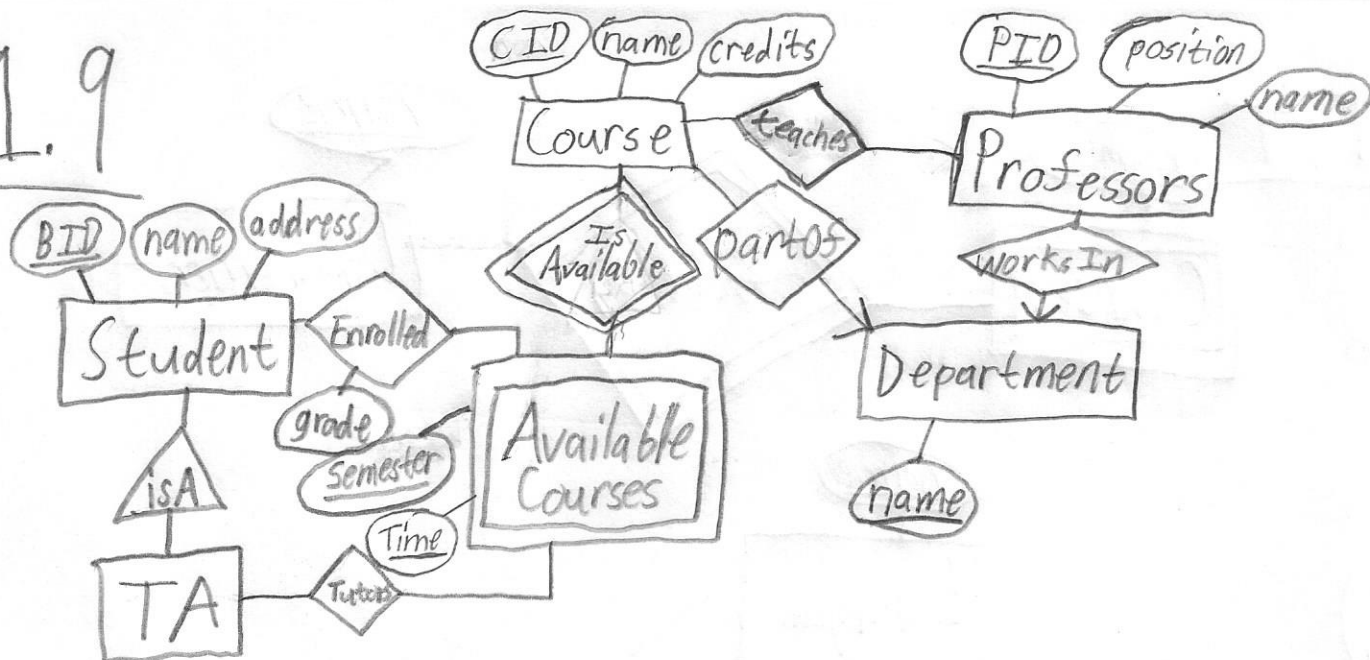 1.9
CID
name
credits
PID
position
name
Course
teaches
Professors
BID
name
address
Is
Available
partof
worksIn
Student
Enrolled
Department
grade
Semester
Available
Courses
isA
name
Time
TA
Tutors